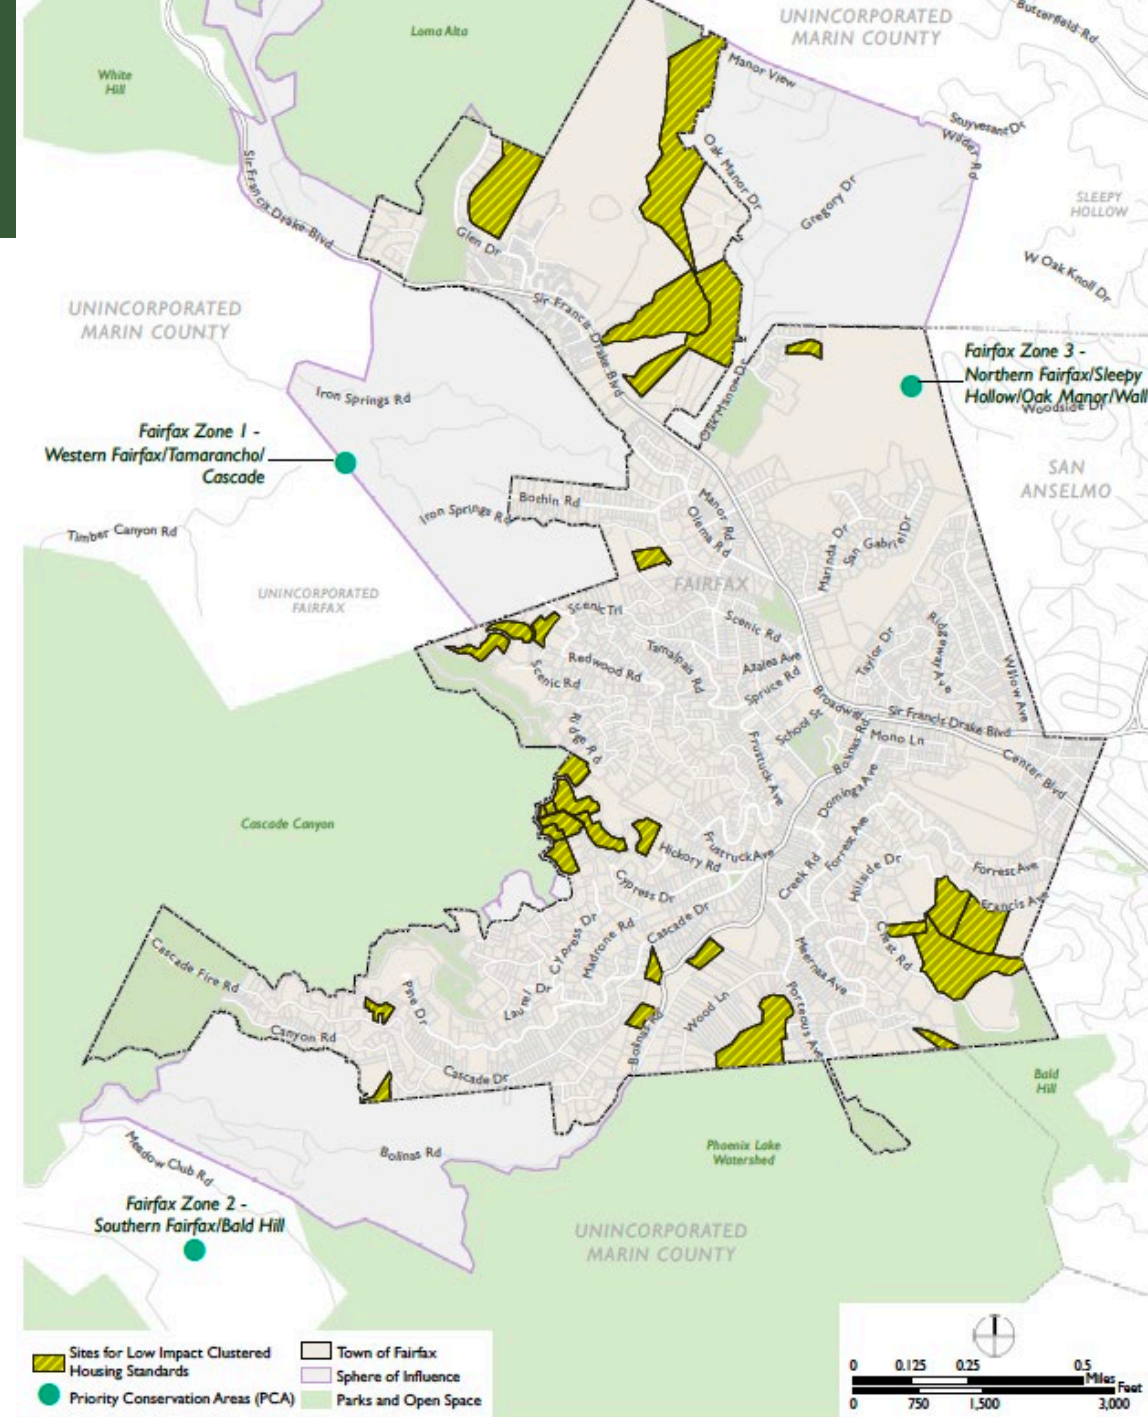 UNINCORPORATED
MARIN COUNTY
Butterfield Rd
Loma Alta
White
Hill
Manor View
Stuyvesant Dr
Wilder Rd
Sir Francis Drake Blvd
Oak Manor Dr
Gregory Dr
SLEEPY
HOLLOW
Glen Dr
W Oak Knoll Dr
UNINCORPORATED
MARIN COUNTY
Sir Francis Drake Blvd
Fairfax Zone 3 -
Northern Fairfax/Sleepy
Hollow/Oak Manor/Wall
Woodside Dr
Iron Springs Rd
Oak Manor Dr
Fairfax Zone 1 -
Western Fairfax/Tamarancho/
Cascade
SAN
ANSELMO
Bothin Rd
Iron Springs Rd
Manor Rd
Olema Rd
Timber Canyon Rd
Marinda Dr
San Gabriel Dr
FAIRFAX
UNINCORPORATED
FAIRFAX
Scenic Trl
Scenic Rd
Ridgeway Ave
Taylor Dr
Tamalpais Rd
Azalea Ave
Redwood Rd
Scenic Rd
Spruce Rd
Willow Ave
Broadway
School St
Sir Francis Drake Blvd
Ridge Rd
Bolinas Rd
Mono Ln
Center Blvd
Frustuck Ave
Dominga Ave
Cascade Canyon
Frustuck Ave
Hickory Rd
Forrest Ave
Creek Rd
Hillside Dr
Forrest Ave
Cypress Dr
Francis Ave
Cascade Dr
Cypress Dr
Madrone Rd
Crest Rd
Cascade Fire Rd
Meernaa Ave
Pine Dr
Laurel Dr
Wood Ln
Porteous Ave
Canyon Rd
Bolinas Rd
Cascade Dr
Bald
Hill
Meadow Club Rd
Bolinas Rd
Phoenix Lake
Watershed
Fairfax Zone 2 -
Southern Fairfax/Bald Hill
UNINCORPORATED
MARIN COUNTY
Sites for Low Impact Clustered
Housing Standards
Priority Conservation Areas (PCA)
Town of Fairfax
Sphere of Influence
Parks and Open Space
0 0.125 0.25 0.5
Miles
Feet
0 750 1,500 3,000